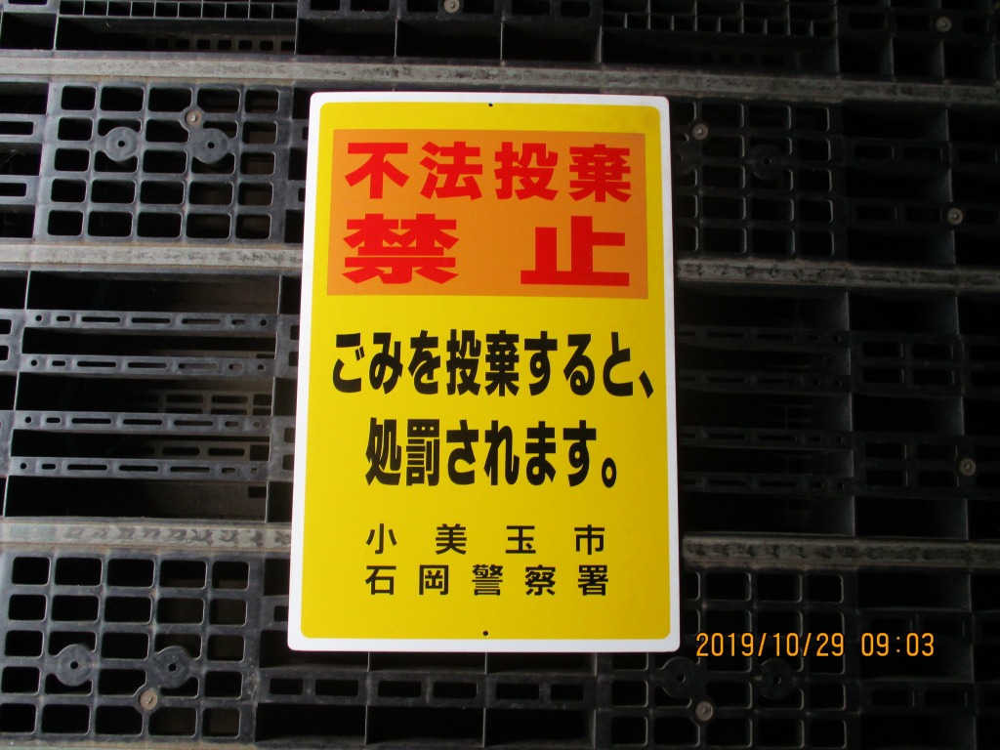 不法投棄
禁止
ごみを投棄すると、
処罰されます。
小美玉市
石岡警察署
2019/10/29 09:03